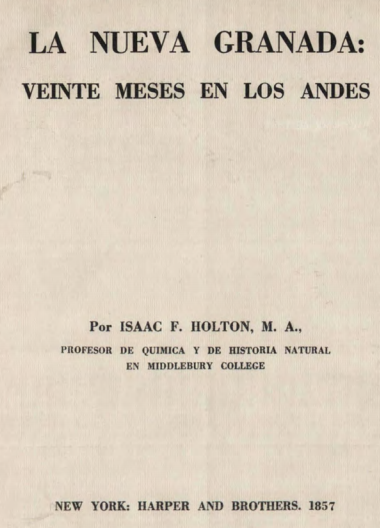 LA NUEVA GRANADA:
VEINTE MESES EN LOS ANDES
Por ISAAC F. HOLTON, M. A.,
PROFESOR DE QUIMICA Y DE HISTORIA NATURAL
EN MIDDLEBURY COLLEGE
NEW YORK: HARPER AND BROTHERS. 1857